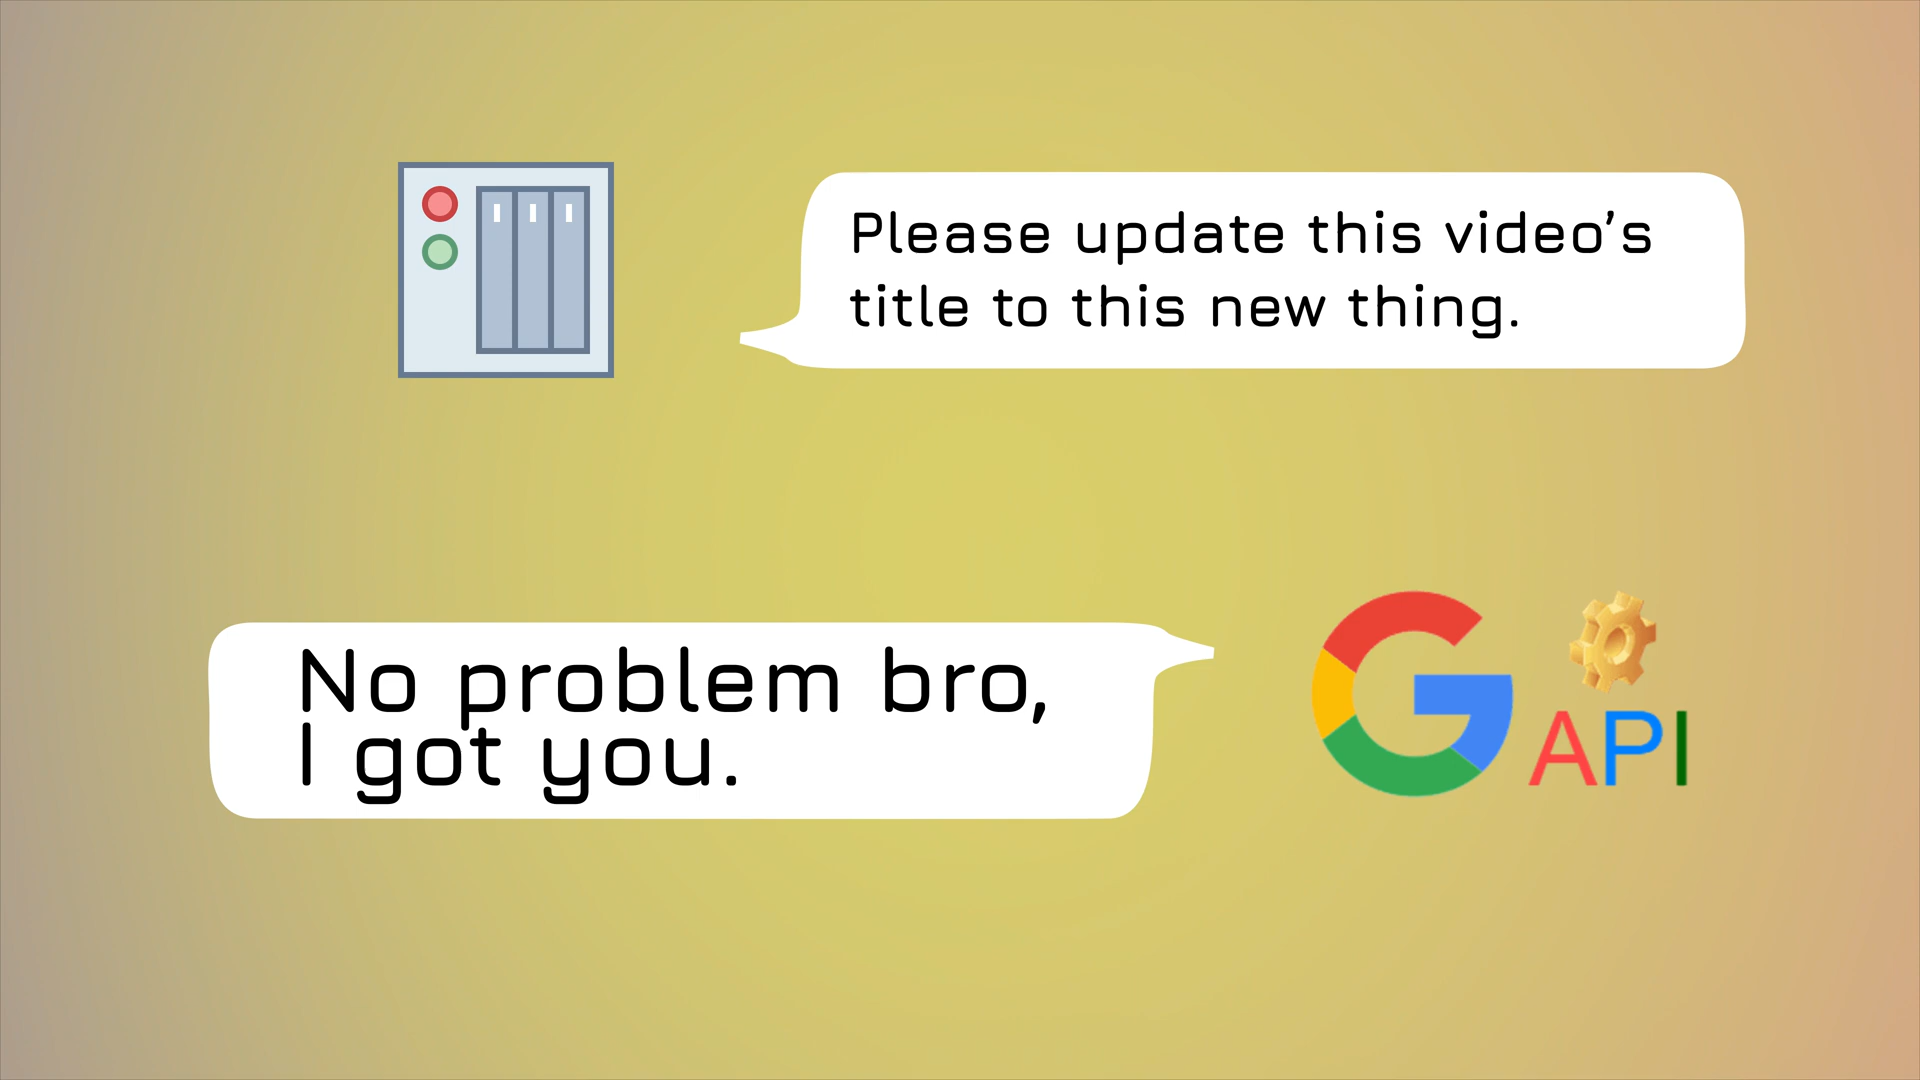 Please update this video’s
title to this new thing.
No problem bro,
I got you.
G API